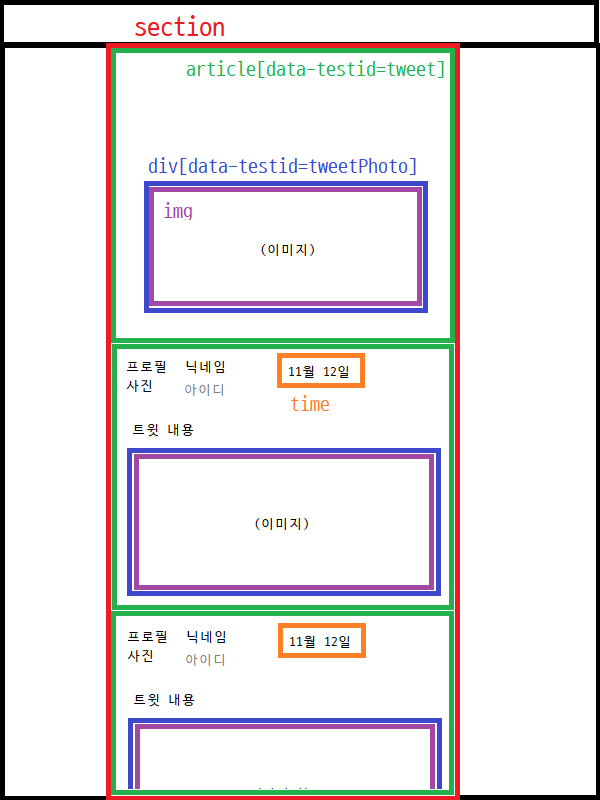 section
article[data-testid=tweet]
div[data-testid=tweetPhoto]
img
(이미지)
프로필 닉네임 11월 12일
사진 아이디
time
트윗 내용
(이미지)
프로필 닉네임 11월 12일
사진 아이디
트윗 내용